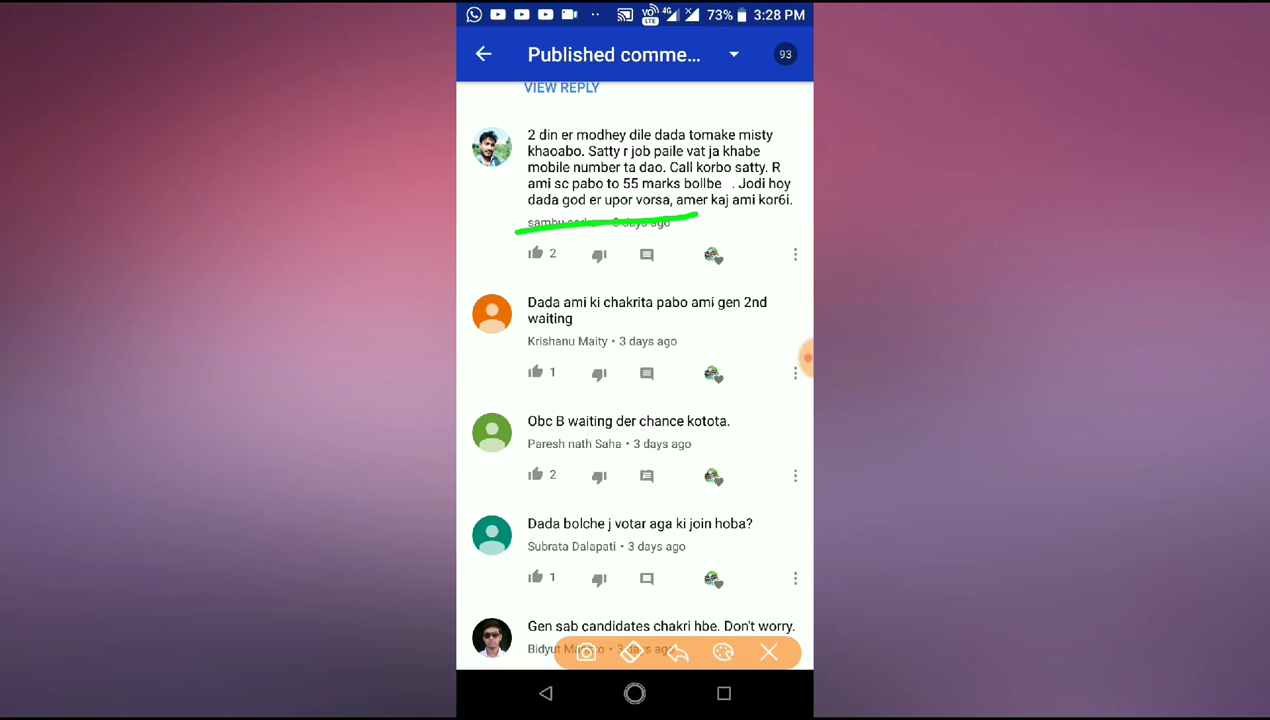 73% 3:28 PM
Published comme... 93
VIEW REPLY
2 din er modhey dile dada tomake misty
khaoabo. Satty r job paile vat ja khabe
mobile number ta dao. Call korbo satty. R
ami sc pabo to 55 marks bollbe . Jodi hoy
dada god er upor vorsa, amer kaj ami kor6i.
3 days ago
2
Dada ami ki chakrita pabo ami gen 2nd
waiting
Krishanu Maity • 3 days ago
1
Obc B waiting der chance kotota.
Paresh nath Saha • 3 days ago
2
Dada bolche j votar aga ki join hoba?
Subrata Dalapati • 3 days ago
1
Gen sab candidates chakri hbe. Don't worry.
Bidyut • 3 days ago